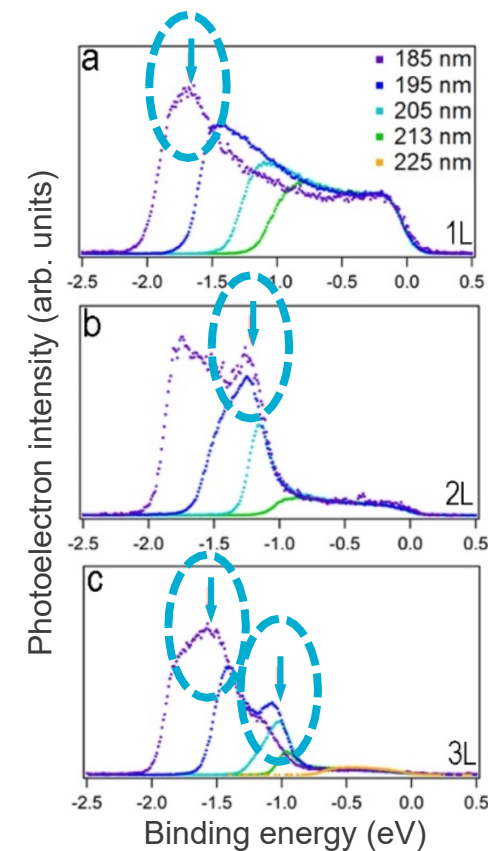 a
185 nm
195 nm
205 nm
213 nm
225 nm
1L
-2.5 -2.0 -1.5 -1.0 -0.5 0.0 0.5
b
2L
-2.5 -2.0 -1.5 -1.0 -0.5 0.0 0.5
c
3L
-2.5 -2.0 -1.5 -1.0 -0.5 0.0 0.5
Photoelectron intensity (arb. units)
Binding energy (eV)